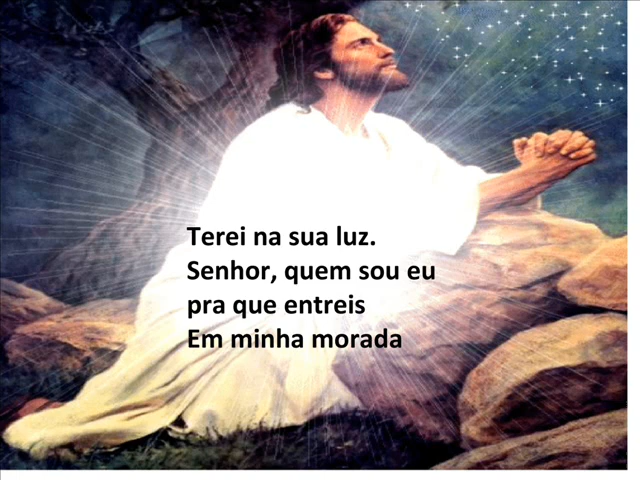 Terei na sua luz.
Senhor, quem sou eu
pra que entreis
Em minha morada